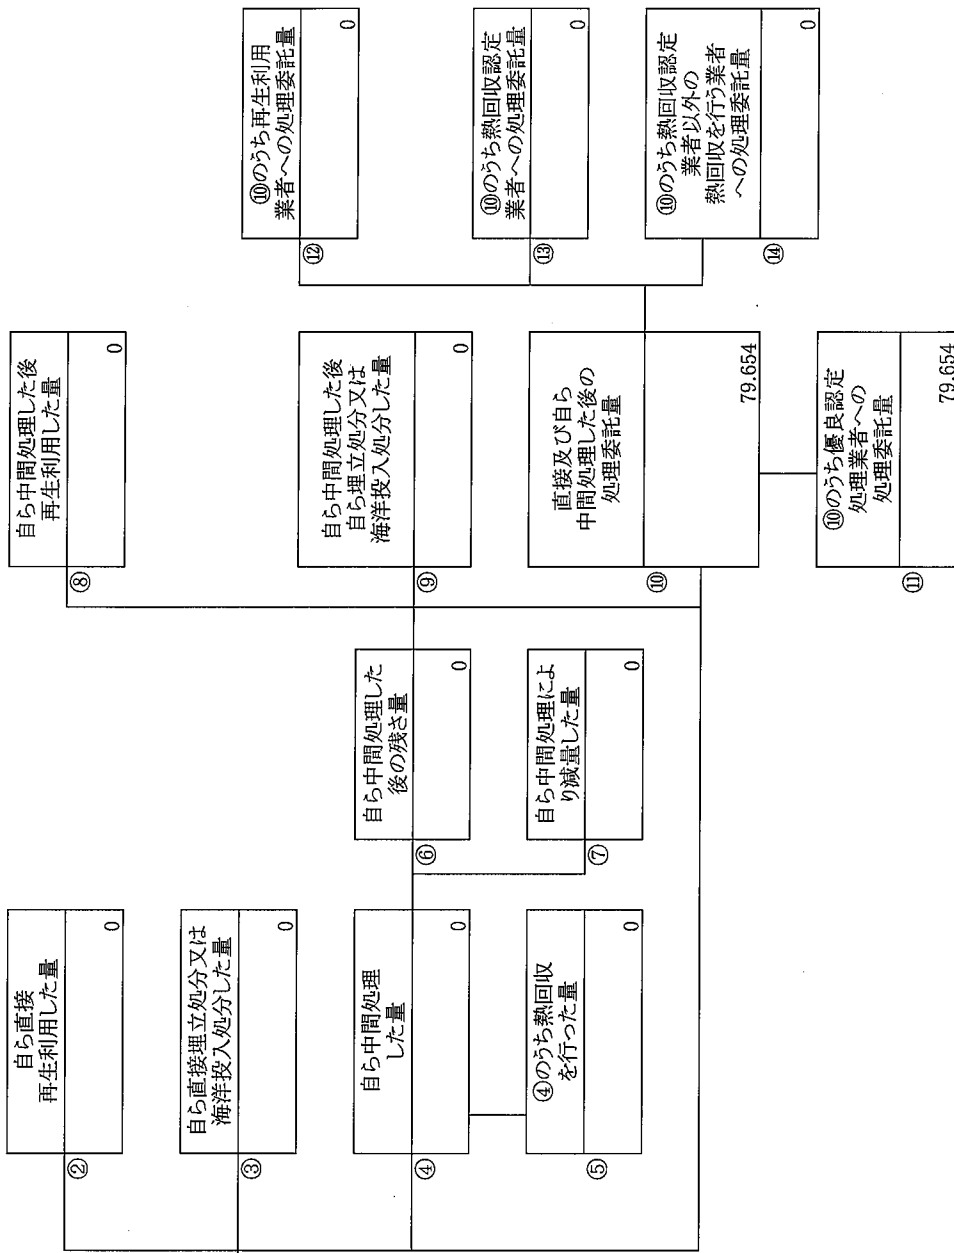 ②
自ら直接
再生利用した量
0
③
自ら直接埋立処分又は
海洋投入処分した量
0
④
自ら中間処理
した量
0
⑤
④のうち熱回収
を行った量
0
⑥
自ら中間処理した
後の残さ量
0
⑦
自ら中間処理によ
り減量した量
0
⑧
自ら中間処理した後
再生利用した量
0
⑨
自ら中間処理した後
自ら埋立処分又は
海洋投入処分した量
0
⑩
直接及び自ら
中間処理した後の
処理委託量
79.654
⑪
⑩のうち優良認定
処理業者への
処理委託量
79.654
⑫
⑩のうち再生利用
業者への処理委託量
0
⑬
⑩のうち熱回収認定
業者への処理委託量
0
⑭
⑩のうち熱回収認定
業者以外の
熱回収を行う業者
への処理委託量
0